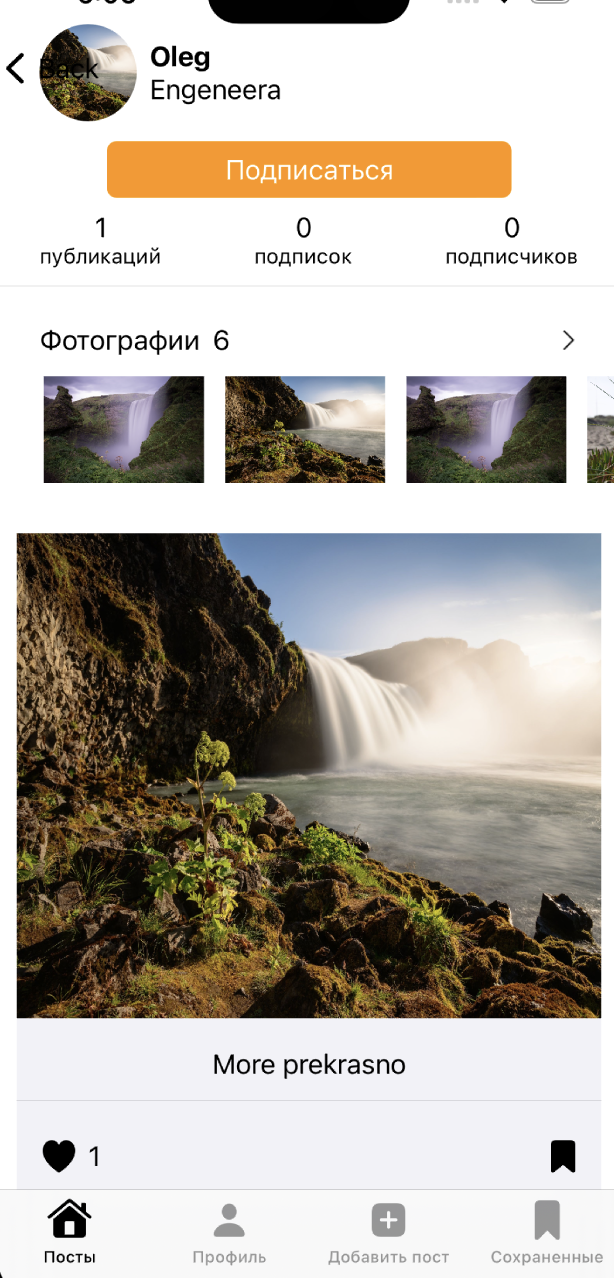 Back
Oleg
Engeneera
Подписаться
1 0 0
публикаций подписок подписчиков
Фотографии 6
More prekrasno
1
Посты Профиль Добавить пост Сохраненные